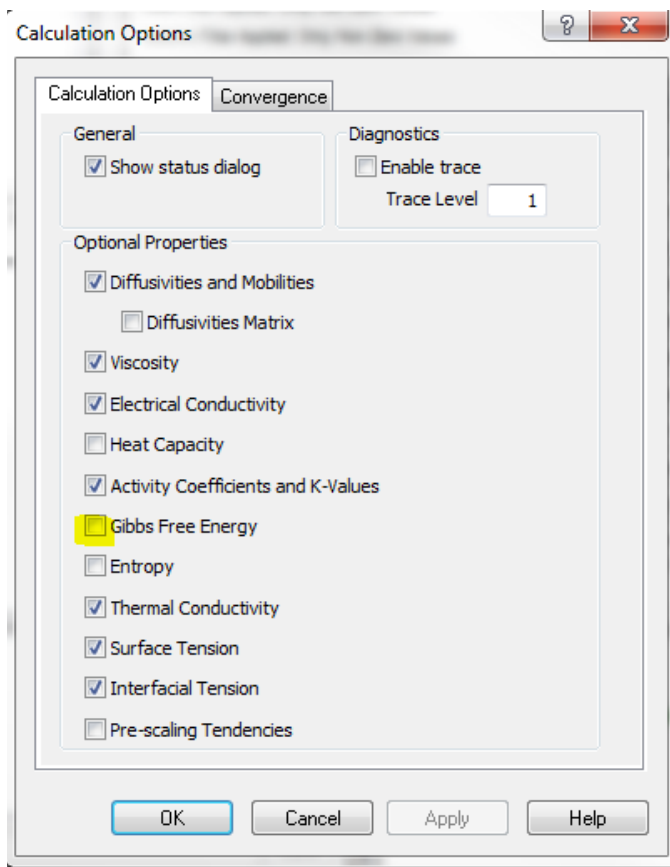 Calculation Options
?
X
Calculation Options
Convergence
General
Show status dialog
Diagnostics
Enable trace
Trace Level 1
Optional Properties
Diffusivities and Mobilities
Diffusivities Matrix
Viscosity
Electrical Conductivity
Heat Capacity
Activity Coefficients and K-Values
Gibbs Free Energy
Entropy
Thermal Conductivity
Surface Tension
Interfacial Tension
Pre-scaling Tendencies
OK
Cancel
Apply
Help